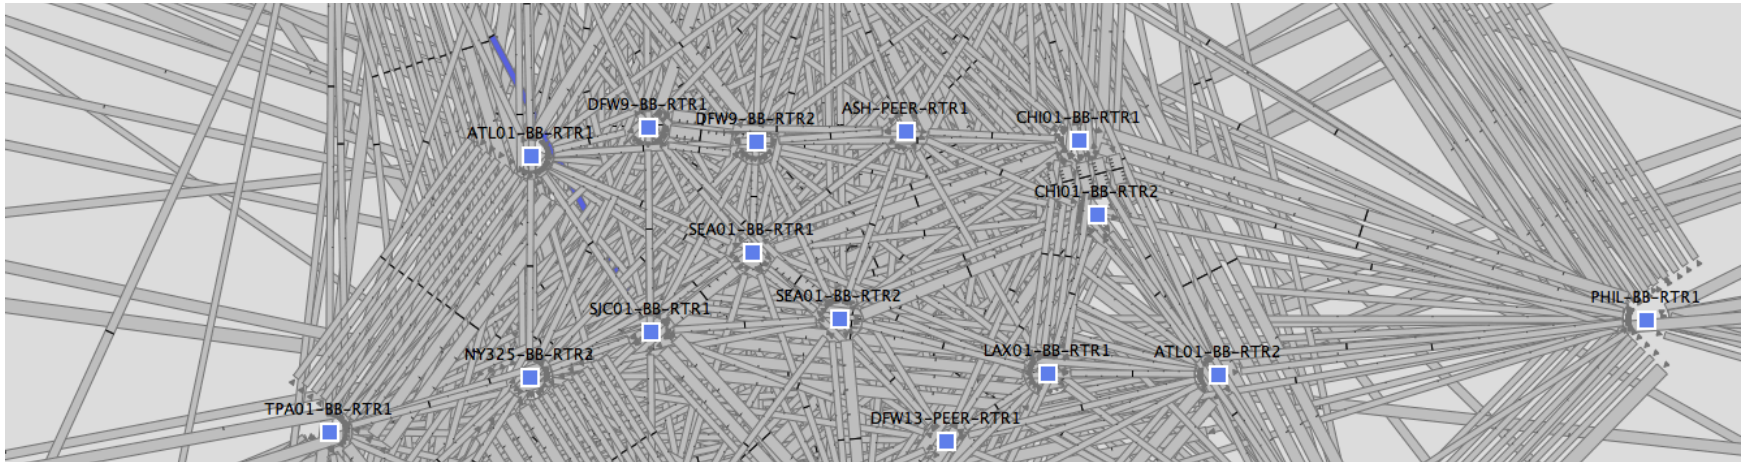 DFW9-BB-RTR1
DFW9-BB-RTR2
ASH-PEER-RTR1
CHI01-BB-RTR1
ATL01-BB-RTR1
CHI01-BB-RTR2
SEA01-BB-RTR1
SEA01-BB-RTR2
PHIL-BB-RTR1
SJC01-BB-RTR1
NY325-BB-RTR2
LAX01-BB-RTR1
ATL01-BB-RTR2
TPA01-BB-RTR1
DFW13-PEER-RTR1